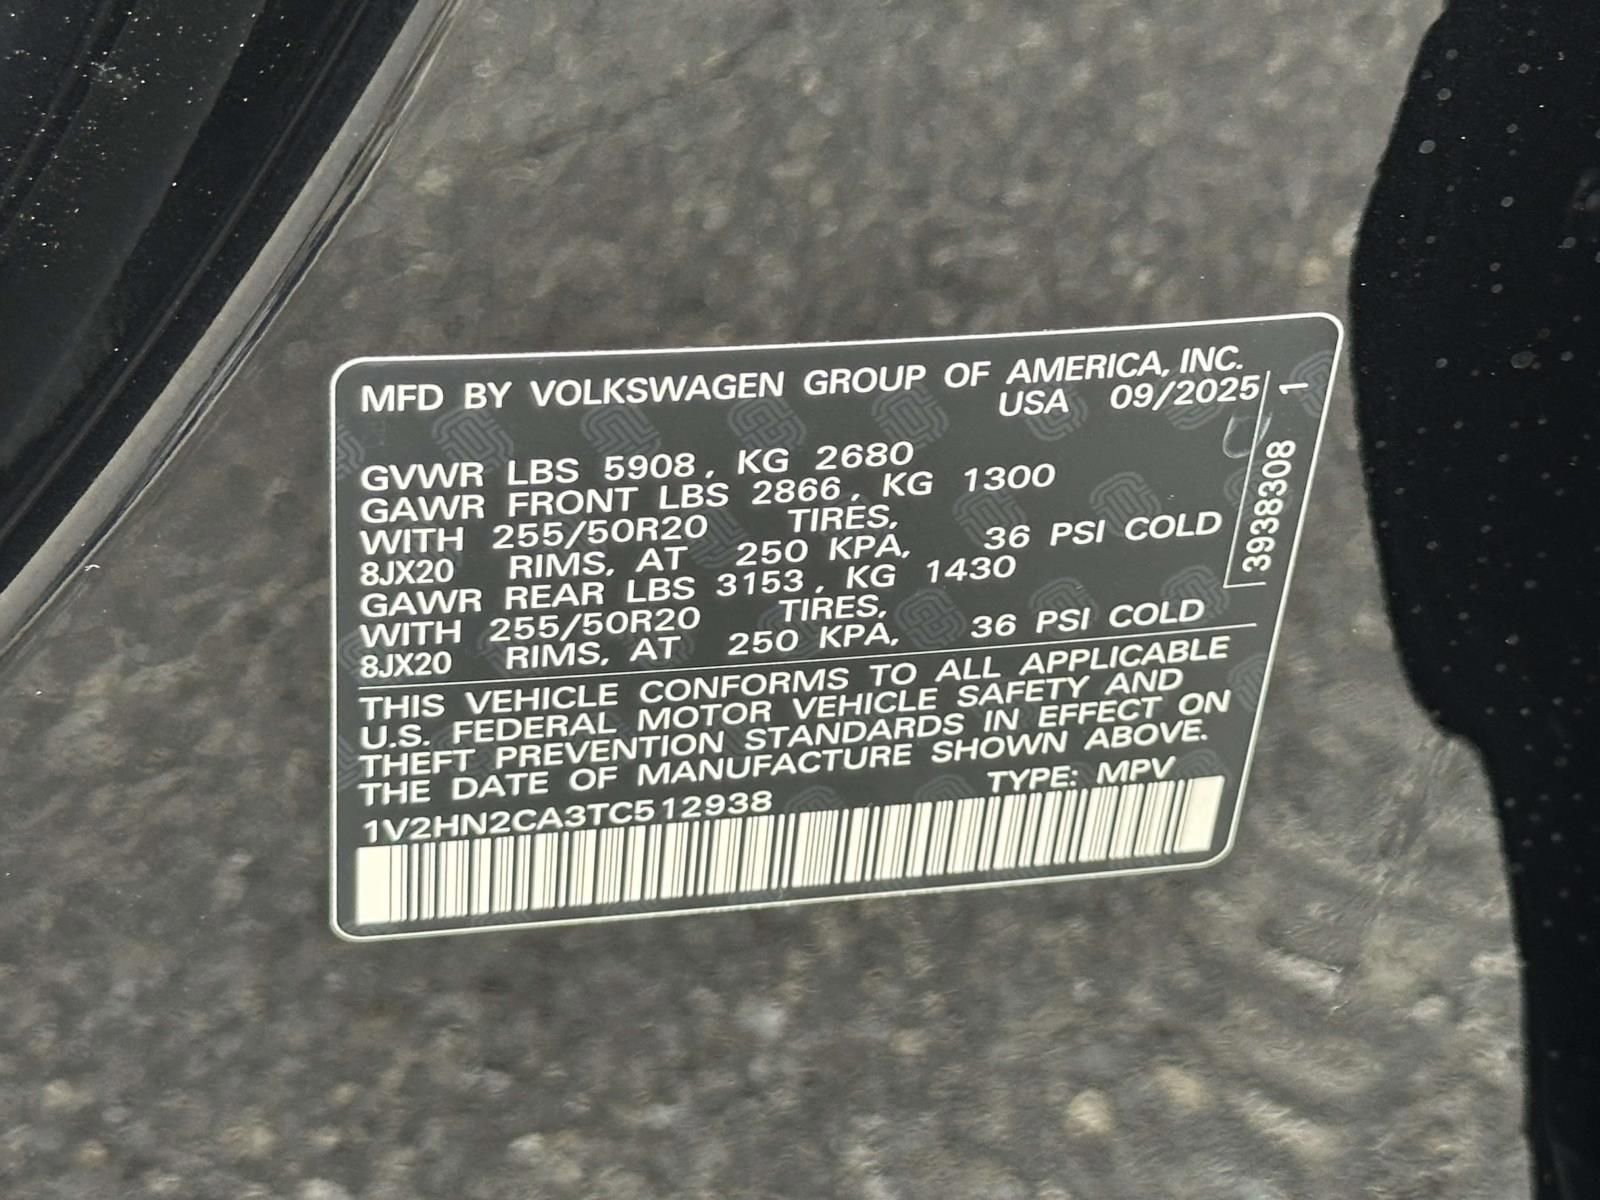 MFD BY VOLKSWAGEN GROUP OF AMERICA, INC.
USA 09/2025
GVWR LBS 5908, KG 2680
GAWR FRONT LBS 2866, KG 1300
WITH 255/50R20 TIRES,
8JX20 RIMS, AT 250 KPA, 36 PSI COLD
GAWR REAR LBS 3153, KG 1430
WITH 255/50R20 TIRES,
8JX20 RIMS, AT 250 KPA, 36 PSI COLD
THIS VEHICLE CONFORMS TO ALL APPLICABLE
U.S. FEDERAL MOTOR VEHICLE SAFETY AND
THEFT PREVENTION STANDARDS IN EFFECT ON
THE DATE OF MANUFACTURE SHOWN ABOVE.
1V2HN2CA3TC512938 TYPE: MPV
3938308 1